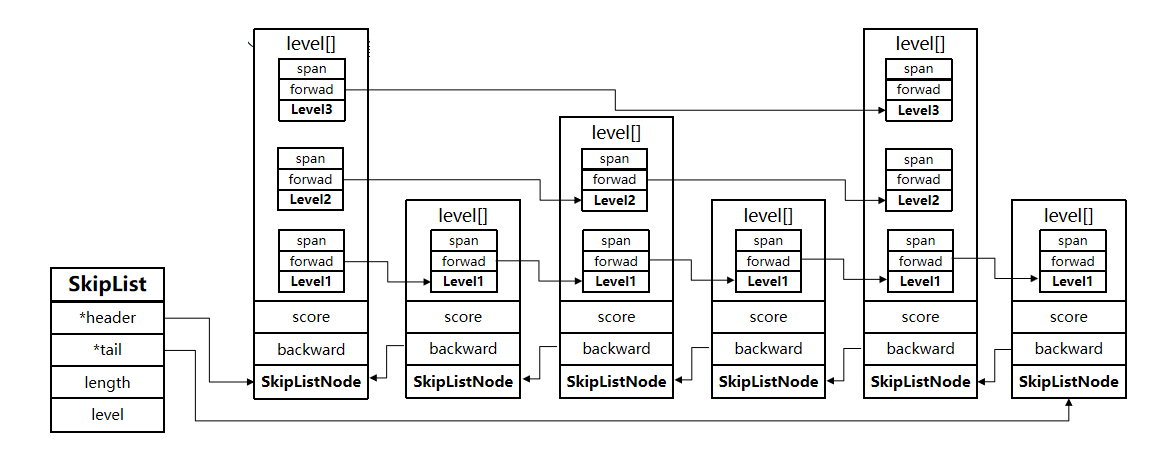 SkipList
*header
*tail
length
level
level[]
span
forwad
Level3
span
forwad
Level2
span
forwad
Level1
score
backward
SkipListNode
level[]
span
forwad
Level1
score
backward
SkipListNode
level[]
span
forwad
Level2
span
forwad
Level1
score
backward
SkipListNode
level[]
span
forwad
Level1
score
backward
SkipListNode
level[]
span
forwad
Level3
span
forwad
Level2
span
forwad
Level1
score
backward
SkipListNode
level[]
span
forwad
Level1
score
backward
SkipListNode